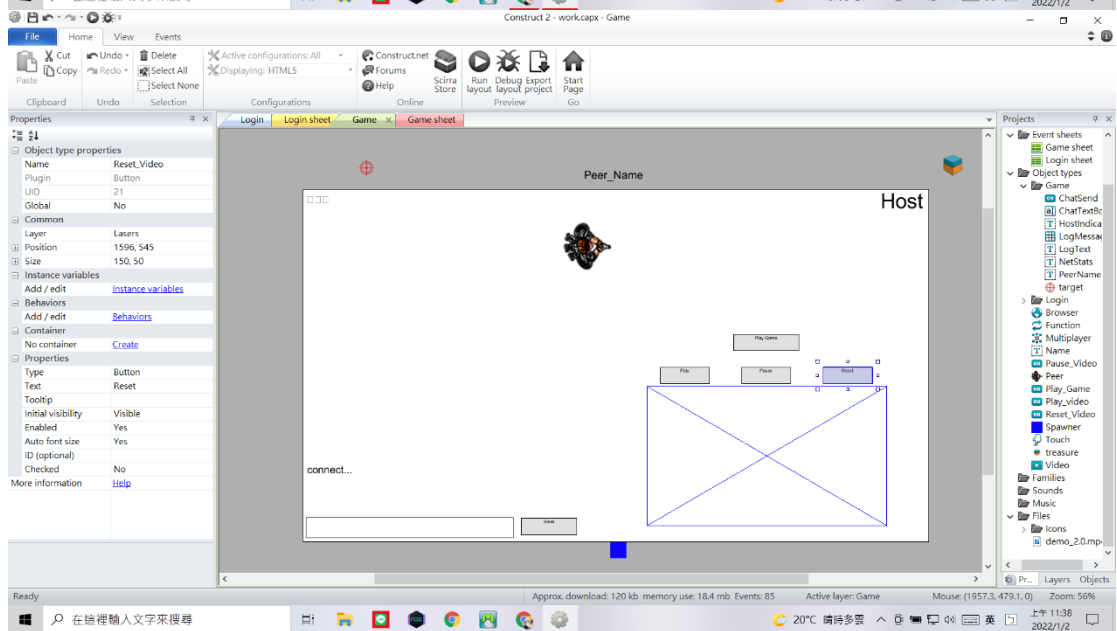 2022/1/2
Construct 2 - work.capx - Game
File Home View Events
Paste
Cut
Copy
Clipboard
Undo
Redo
Undo
Delete
Select All
Select None
Selection
Active configurations: All
Displaying: HTML5
Configurations
Construct.net
Forums
Help
Scirra Store
Online
Run layout
Debug layout
Export project
Preview
Start Page
Go
Properties
Object type properties
Name Reset_Video
Plugin Button
UID 21
Global No
Common
Layer Lasers
Position 1596, 545
Size 150, 50
Instance variables
Add / edit Instance variables
Behaviors
Add / edit Behaviors
Container
No container Create
Properties
Type Button
Text Reset
Tooltip
Initial visibility Visible
Enabled Yes
Auto font size Yes
ID (optional)
Checked No
More information Help
Login Login sheet Game Game sheet
Peer_Name
Host
Play Game
Pause
Reset
connect...
Send
Projects
Event sheets
Game sheet
Login sheet
Object types
Game
ChatSend
ChatTextBo
HostIndica
LogMessag
LogText
NetStats
PeerName
target
Login
Browser
Function
Multiplayer
Name
Pause_Video
Peer
Play_Game
Play_video
Reset_Video
Spawner
Touch
treasure
Video
Families
Sounds
Music
Files
Icons
demo_2.0.mp
Pr... Layers Objects
Ready Approx. download: 120 kb memory use: 18.4 mb Events: 85 Active layer: Game Mouse: (1957.3, 479.1, 0) Zoom: 56%
在這裡輸入文字來搜尋
20°C 晴時多雲
英
上午 11:38
2022/1/2